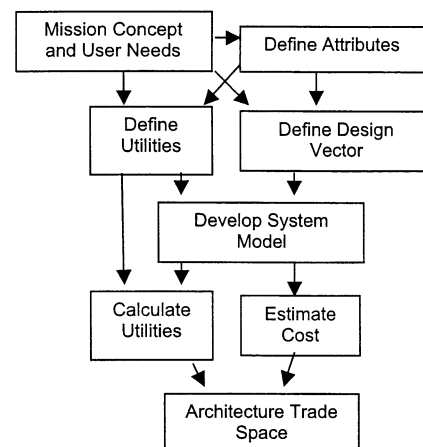 Mission Concept
and User Needs
Define Attributes
Define
Utilities
Define Design
Vector
Develop System
Model
Calculate
Utilities
Estimate
Cost
Architecture Trade
Space